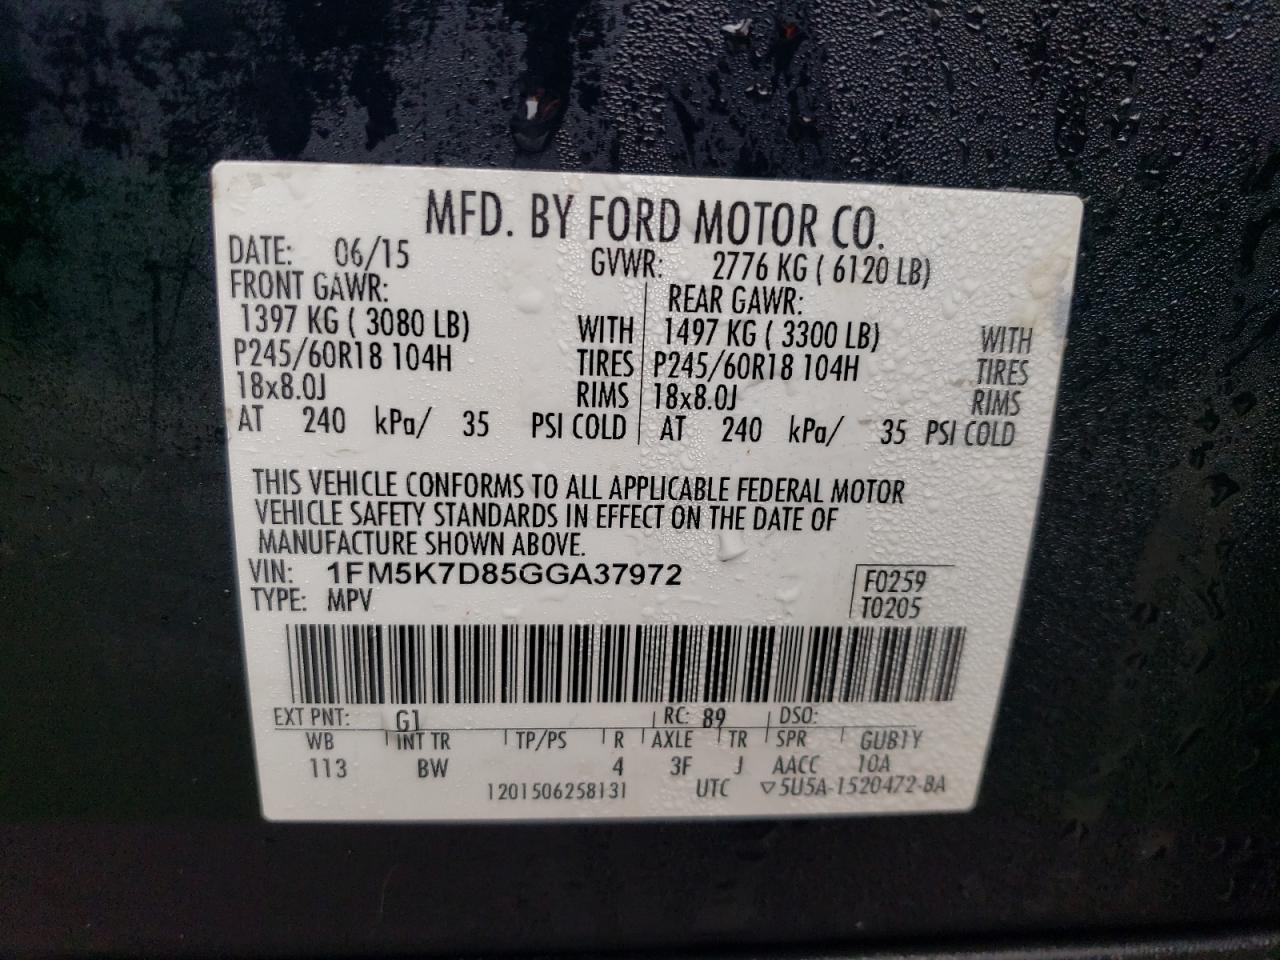 MFD. BY FORD MOTOR CO.
DATE: 06/15 GVWR: 2776 KG ( 6120 LB)
FRONT GAWR: REAR GAWR:
1397 KG ( 3080 LB) WITH 1497 KG ( 3300 LB) WITH
P245/60R18 104H TIRES P245/60R18 104H TIRES
18x8.0J RIMS 18x8.0J RIMS
AT 240 kPa/ 35 PSI COLD AT 240 kPa/ 35 PSI COLD
THIS VEHICLE CONFORMS TO ALL APPLICABLE FEDERAL MOTOR
VEHICLE SAFETY STANDARDS IN EFFECT ON THE DATE OF
MANUFACTURE SHOWN ABOVE.
VIN: 1FM5K7D85GGA37972 F0259
TYPE: MPV T0205
EXT PNT: G1 RC: 89 DSO:
WB INT TR TP/PS R AXLE TR SPR GUB1Y
113 BW 4 3F J AACC 10A
1201506258131 UTC ▽5U5A-1520472-BA